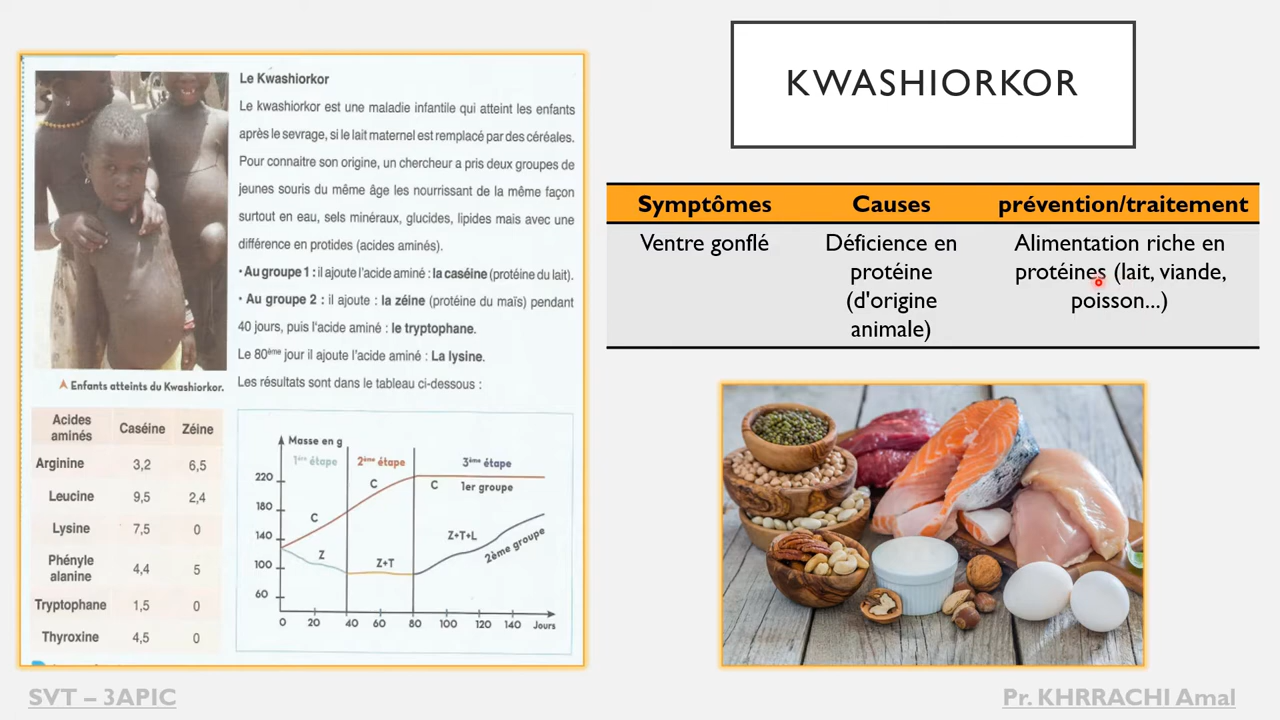 KWASHIORKOR
Le Kwashiorkor
Le kwashiorkor est une maladie infantile qui atteint les enfants
après le sevrage, si le lait maternel est remplacé par des céréales.
Pour connaitre son origine, un chercheur a pris deux groupes de
jeunes souris du même âge les nourrissant de la même façon
surtout en eau, sels minéraux, glucides, lipides mais avec une
différence en protides (acides aminés).
• Au groupe 1 : il ajoute l'acide aminé : la caséine (protéine du lait).
• Au groupe 2 : il ajoute : la zéine (protéine du maïs) pendant
40 jours, puis l'acide aminé : le tryptophane.
Le 80ème jour il ajoute l'acide aminé : La lysine.
Les résultats sont dans le tableau ci-dessous :
Enfants atteints du Kwashiorkor.
Acides aminés Caséine Zéine
Arginine 3,2 6,5
Leucine 9,5 2,4
Lysine 7,5 0
Phényle alanine 4,4 5
Tryptophane 1,5 0
Thyroxine 4,5 0
Masse en g
1ère étape 2ème étape 3ème étape
220
180
140
100
60
C
C
C 1er groupe
Z
Z+T
Z+T+L
2ème groupe
0 20 40 60 80 100 120 140 Jours
Symptômes Causes prévention/traitement
Ventre gonflé Déficience en Alimentation riche en
protéine protéines (lait, viande,
(d'origine poisson...)
animale)
SVT – 3APIC
Pr. KHRRACHI Amal